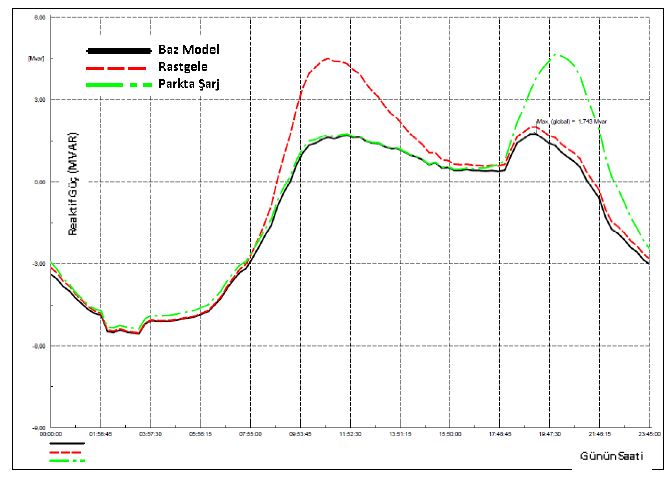 6.00
[Mvar]
3.00
0.00
-3.00
-6.00
-9.00
Reaktif Güç (MVAR)
Baz Model
Rastgele
Parkta Şarj
Max. (global) = 1.743 Mvar
00:00:00
01:58:45
03:57:30
05:56:15
07:55:00
09:53:45
11:52:30
13:51:15
15:50:00
17:48:45
19:47:30
21:46:15
23:45:00
Günün Saati